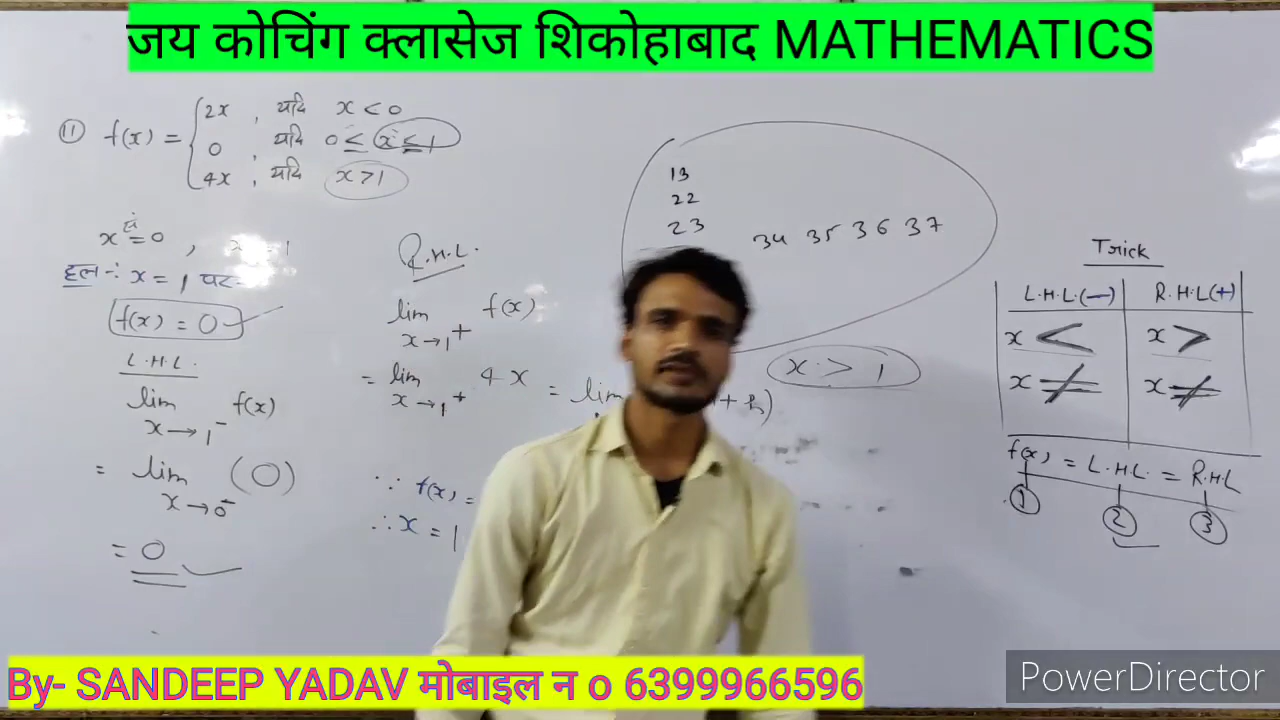 जय कोचिंग क्लासेज शिकोहाबाद MATHEMATICS
⑪ f(x) = { 2x , यदि x < 0
0 , यदि 0 ≤ x ≤ 1
4x , यदि x > 1
x = 0 ,
हल:- x = 1 पर-
f(x) = 0
L.H.L.
lim f(x)
x→1⁻
= lim (0)
x→0⁻
= 0
R.H.L.
lim f(x)
x→1⁺
= lim 4x = lim
x→1⁺
+ h)
∵ f(x) =
∴ x = 1
13
22
23
34 35 36 37
x > 1
Trick
L.H.L.(−) R.H.L(+)
x < x >
x ≠ x ≠
f(x) = L.H.L. = R.H.L
① ② ③
By- SANDEEP YADAV मोबाइल न o 6399966596
PowerDirector